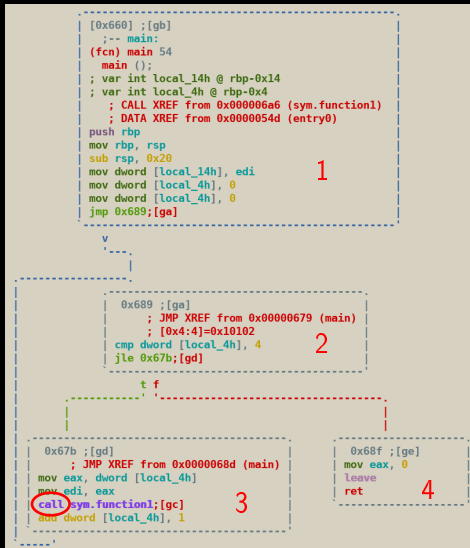 [0x660] ;[gb]
;-- main:
(fcn) main 54
main ();
; var int local_14h @ rbp-0x14
; var int local_4h @ rbp-0x4
; CALL XREF from 0x000006a6 (sym.function1)
; DATA XREF from 0x0000054d (entry0)
push rbp
mov rbp, rsp
sub rsp, 0x20
mov dword [local_14h], edi
mov dword [local_4h], 0
mov dword [local_4h], 0
jmp 0x689;[ga]
1
v
0x689 ;[ga]
; JMP XREF from 0x00000679 (main)
; [0x4:4]=0x10102
cmp dword [local_4h], 4
jle 0x67b;[gd]
2
t f
0x67b ;[gd]
; JMP XREF from 0x0000068d (main)
mov eax, dword [local_4h]
mov edi, eax
call sym.function1;[gc]
add dword [local_4h], 1
3
0x68f ;[ge]
mov eax, 0
leave
ret
4